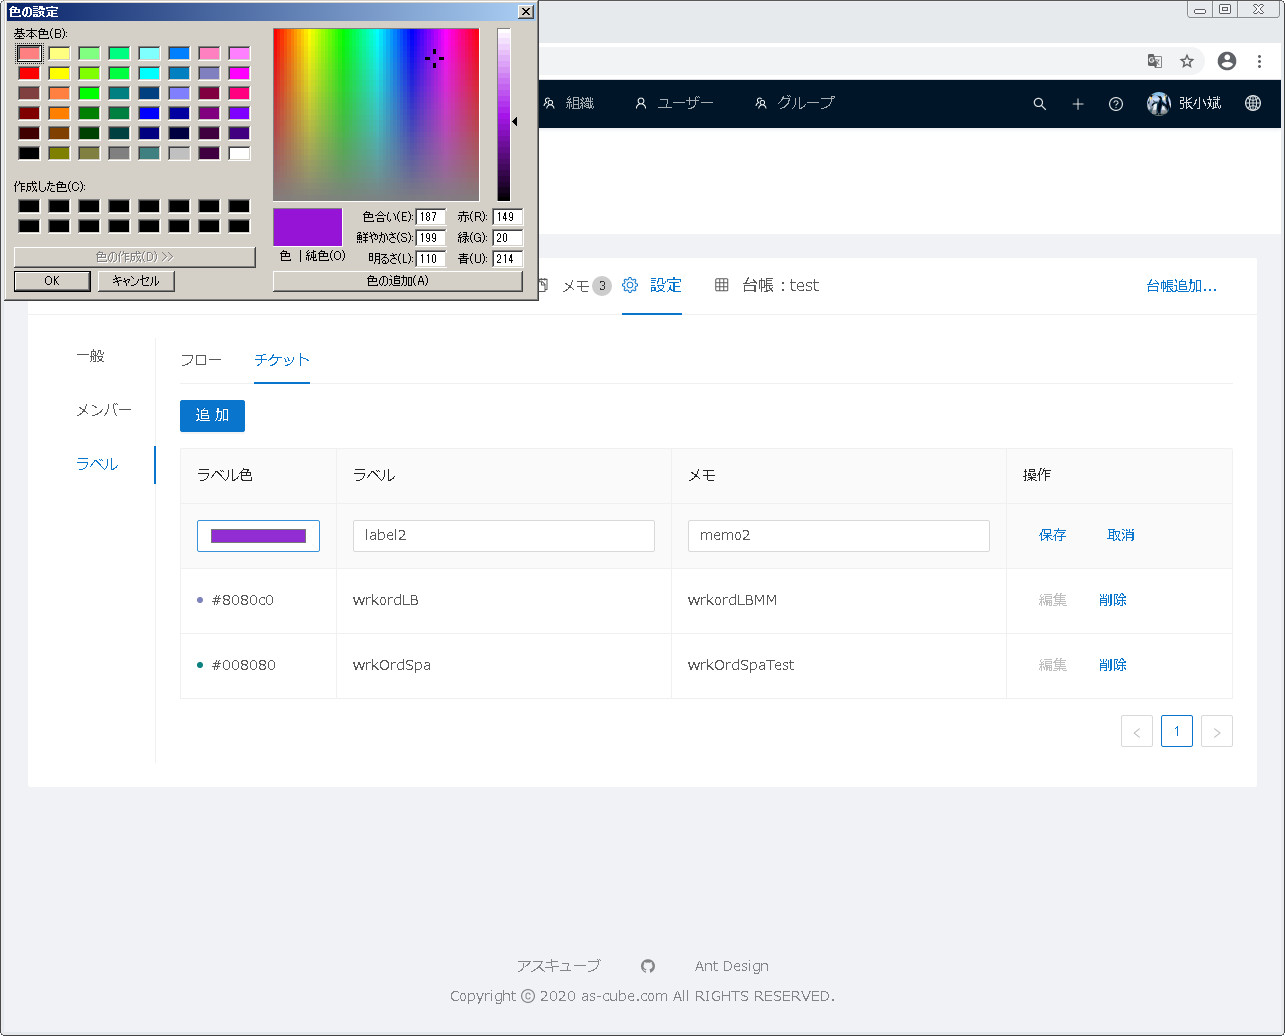 色の設定
基本色(B):
作成した色(C):
色の作成(D) >>
OK
キャンセル
色 | 純色(O)
色合い(E): 187
鮮やかさ(S): 199
明るさ(L): 110
赤(R): 149
緑(G): 20
青(U): 214
色の追加(A)
組織
ユーザー
グループ
张小斌
メモ 3
設定
台帳：test
台帳追加...
一般
メンバー
ラベル
フロー
チケット
追 加
ラベル色 ラベル メモ 操作
label2 memo2 保存 取消
#8080c0 wrkordLB wrkordLBMM 編集 削除
#008080 wrkOrdSpa wrkOrdSpaTest 編集 削除
< 1 >
アスキューブ Ant Design
Copyright © 2020 as-cube.com All RIGHTS RESERVED.